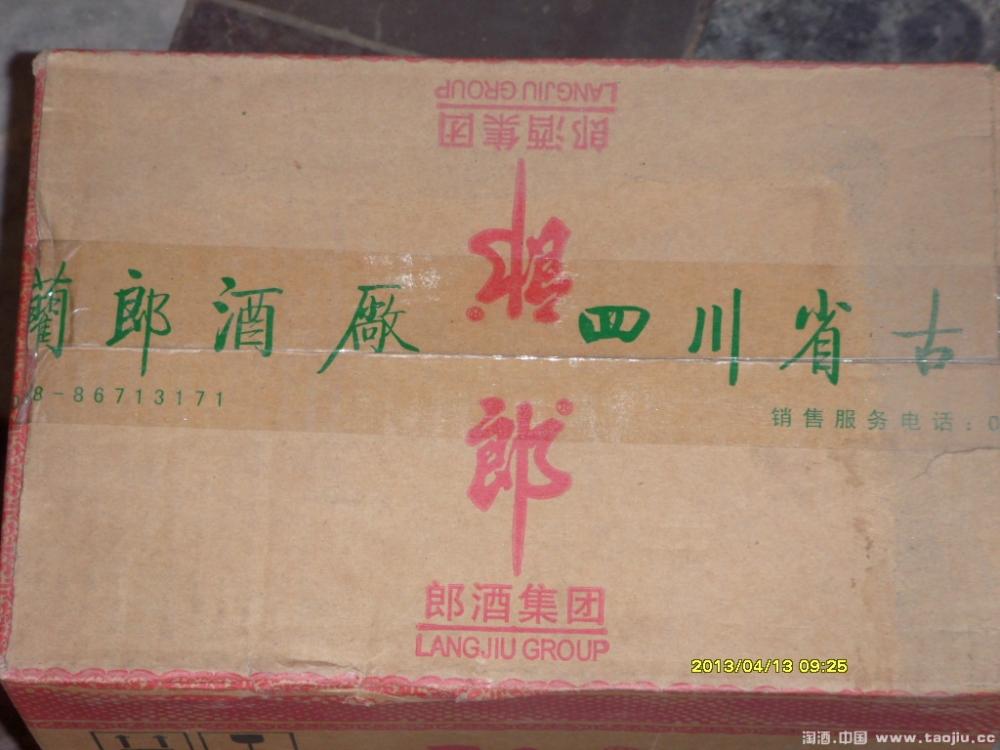 LANGJIU GROUP
郎酒集团
郎®
蔺郎酒厰 四川省古
8-86713171
销售服务电话:0
郎®
郎酒集团
LANGJIU GROUP
2013/04/13 09:25
淘酒.中国 www.taojiu.cc